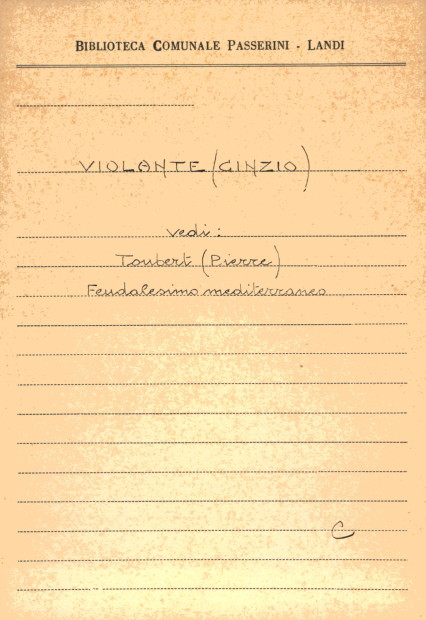 BIBLIOTECA COMUNALE PASSERINI - LANDI
VIOLANTE (CINZIO)
vedi:
Toubert (Pierre)
Feudalesimo mediterraneo
C